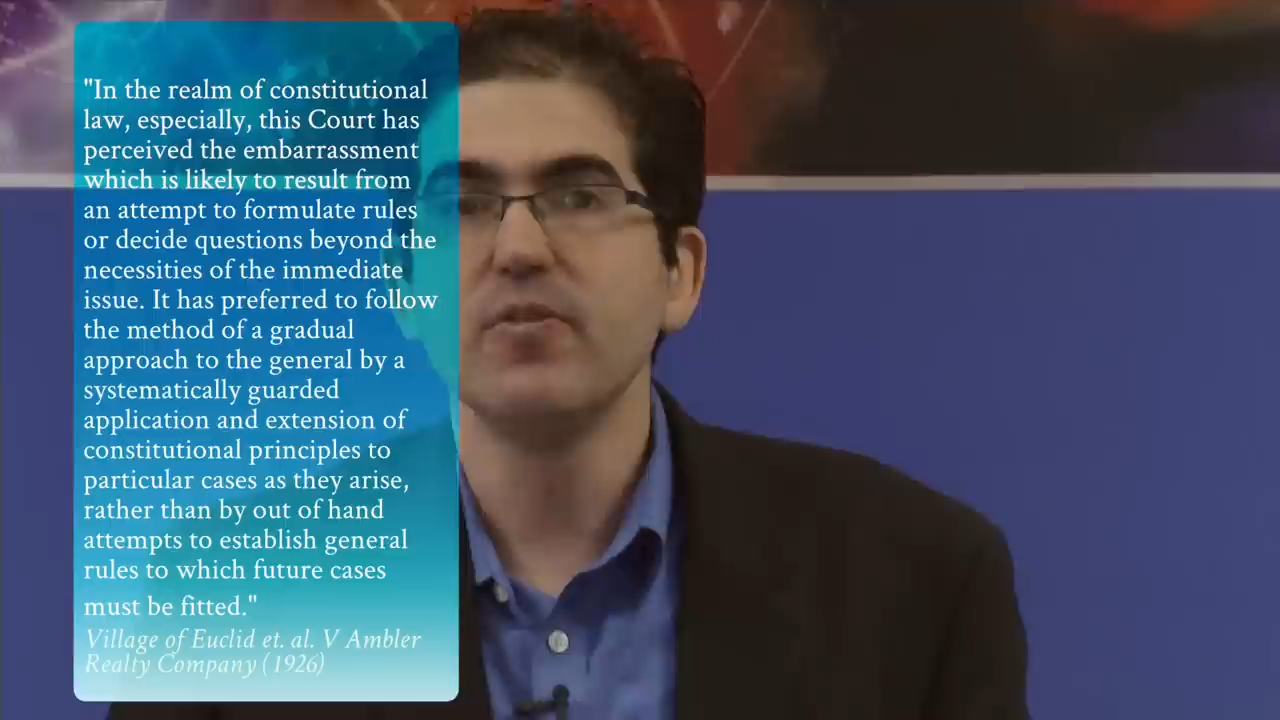 "In the realm of constitutional
law, especially, this Court has
perceived the embarrassment
which is likely to result from
an attempt to formulate rules
or decide questions beyond the
necessities of the immediate
issue. It has preferred to follow
the method of a gradual
approach to the general by a
systematically guarded
application and extension of
constitutional principles to
particular cases as they arise,
rather than by out of hand
attempts to establish general
rules to which future cases
must be fitted."
Village of Euclid et. al. V Ambler
Realty Company (1926)